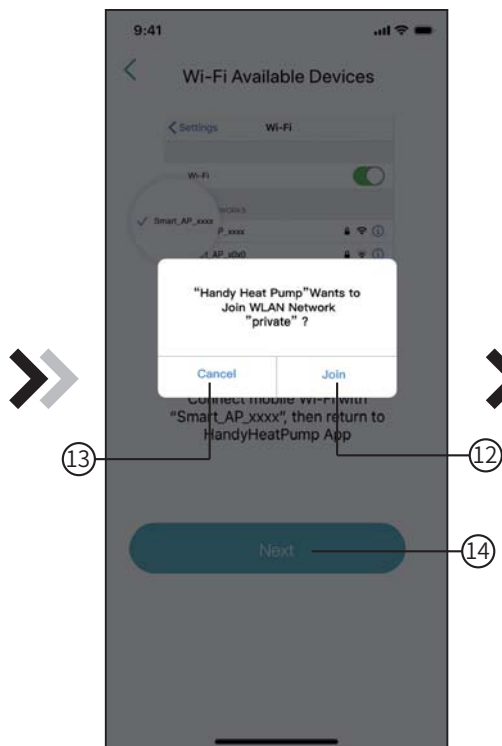 9:41
Wi-Fi Available Devices
Settings Wi-Fi
Wi-Fi
Smart_AP_xxxx
"Handy Heat Pump"Wants to
Join WLAN Network
"private" ?
Cancel Join
Connect mobile Wi-Fi with
"Smart_AP_xxxx", then return to
HandyHeatPump App
13
12
Next
14